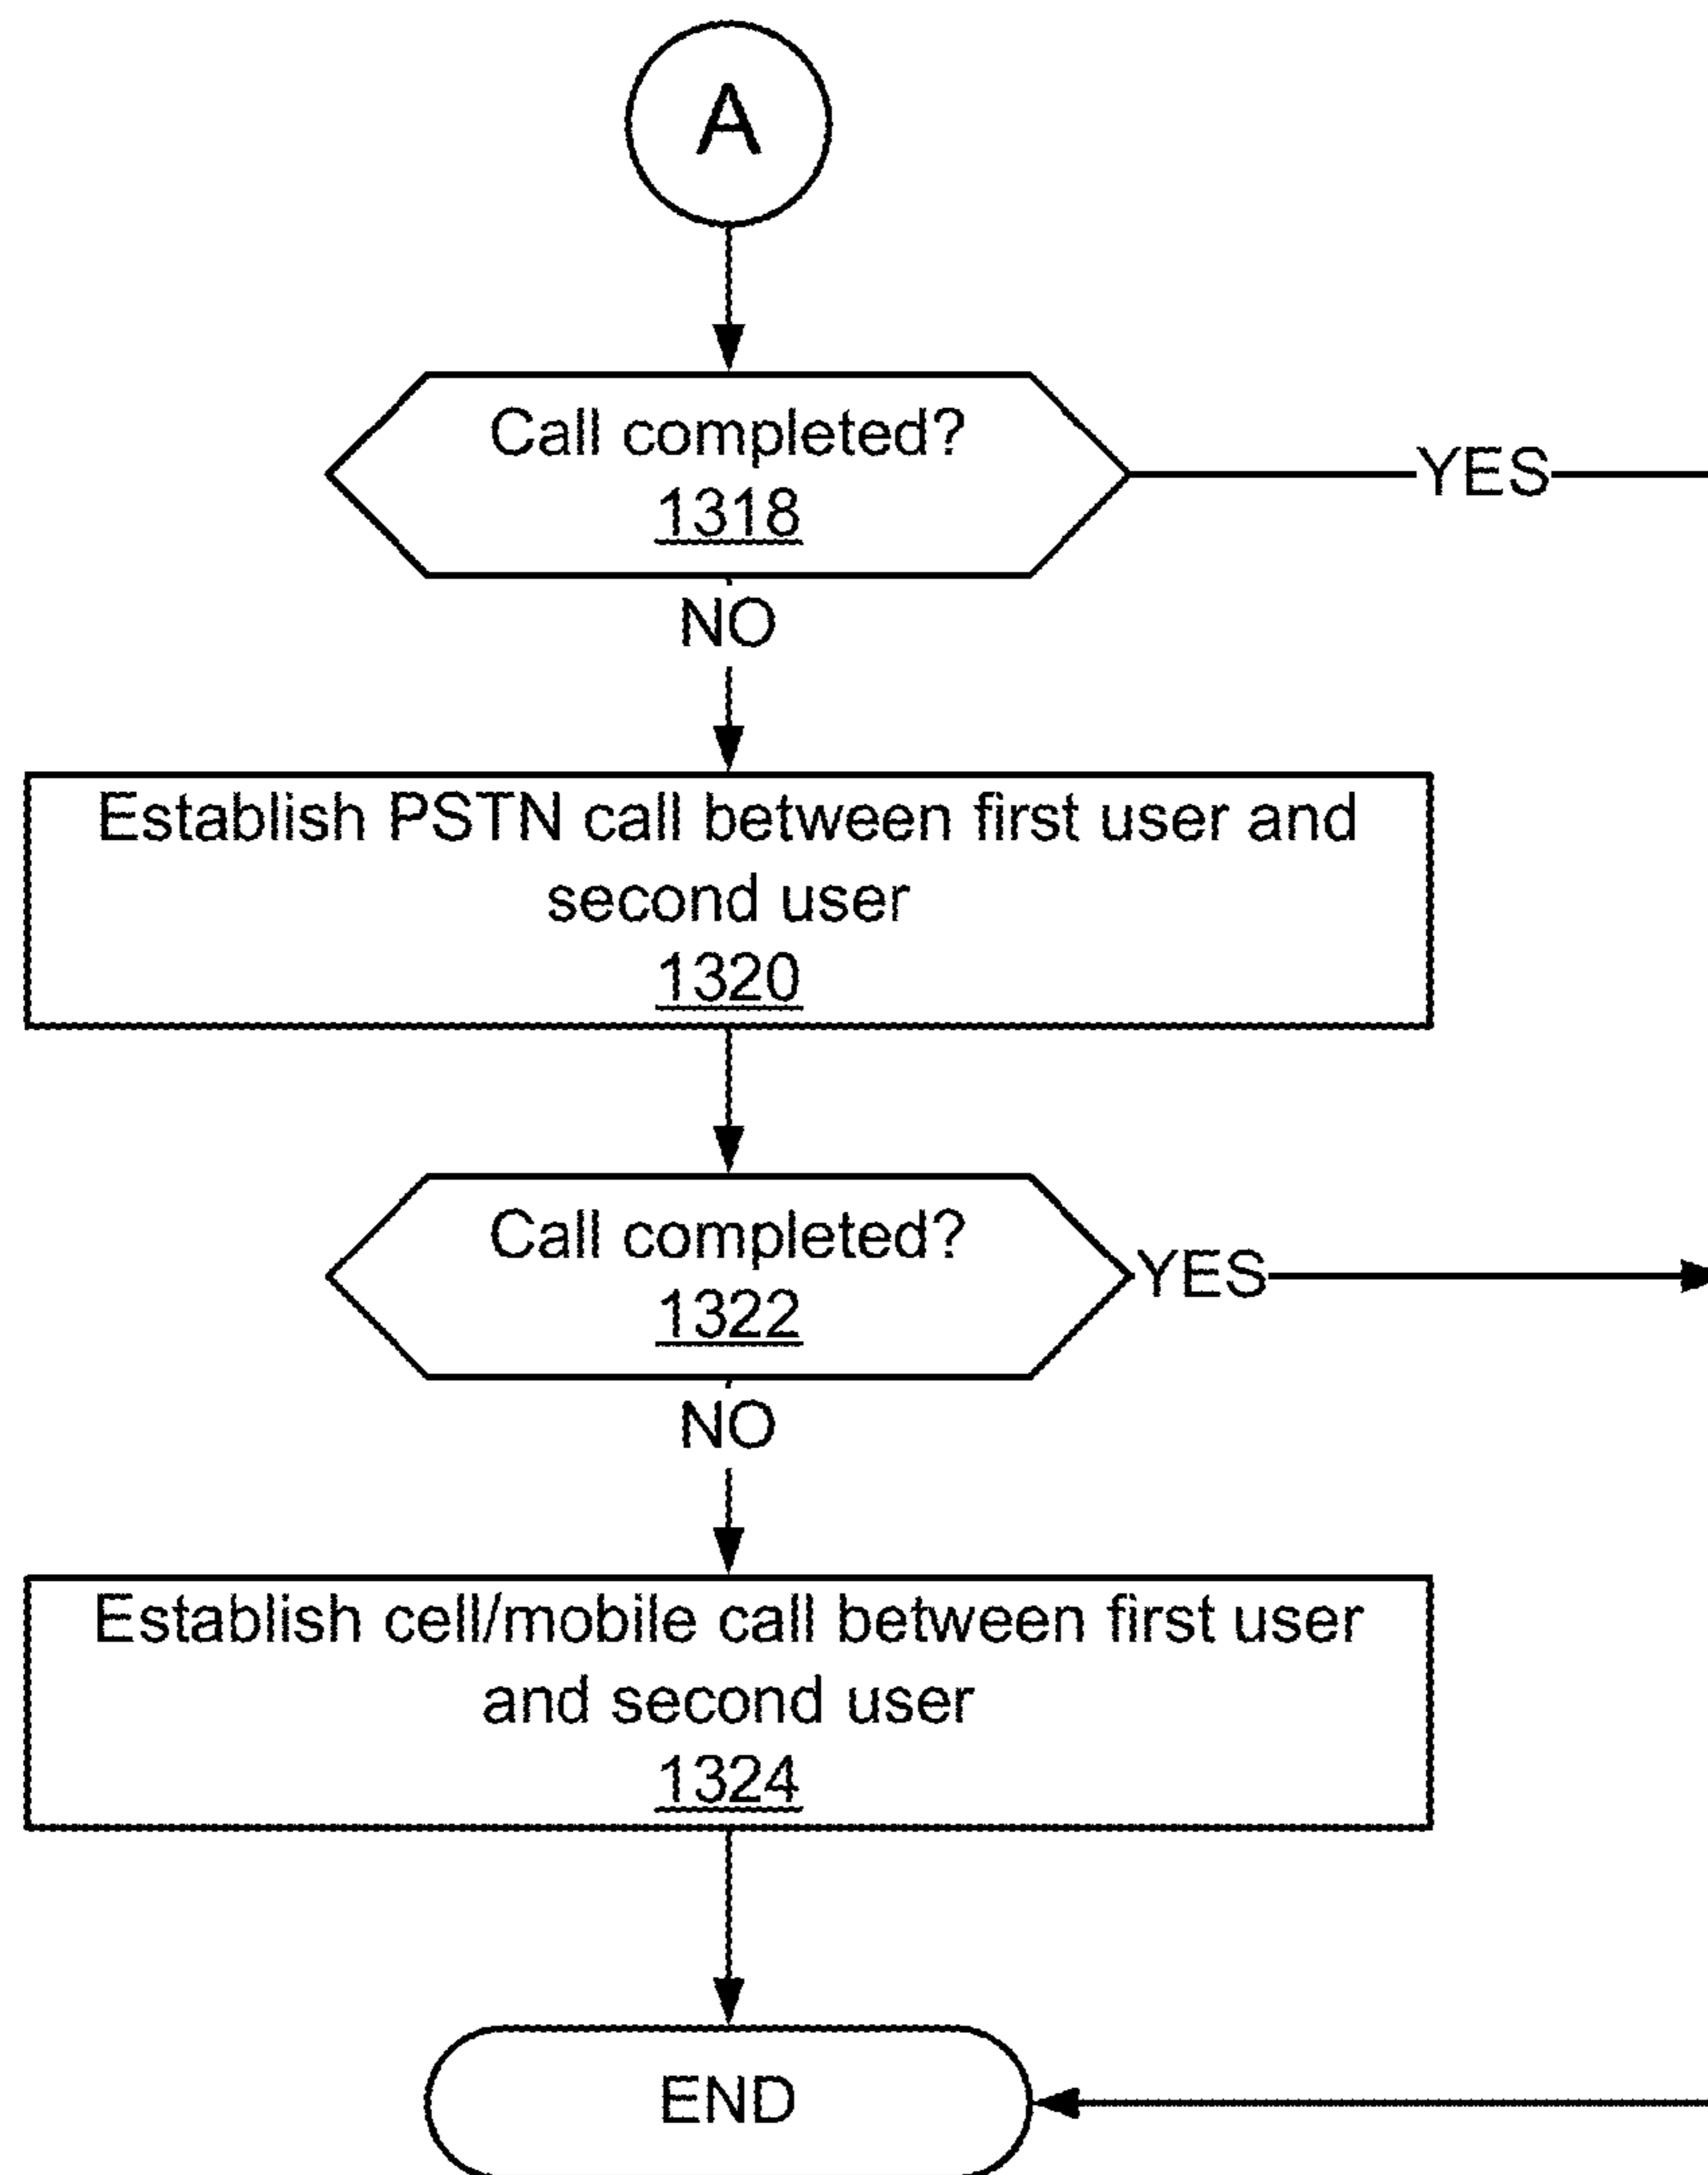 A
Call completed?
1318
YES
NO
Establish PSTN call between first user and
second user
1320
Call completed?
1322
YES
NO
Establish cell/mobile call between first user
and second user
1324
END